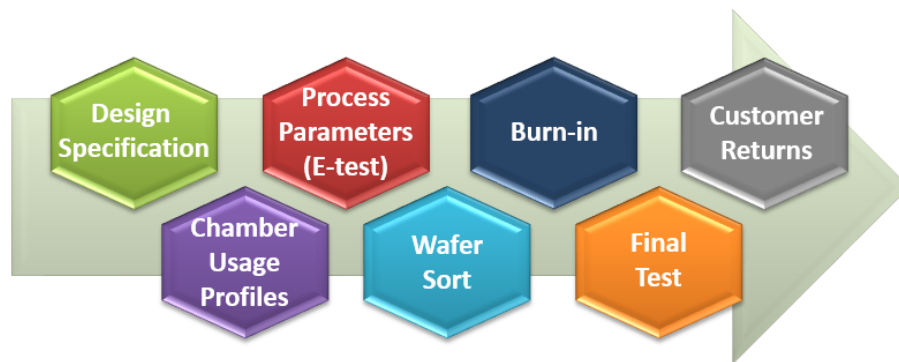 Design
Specification
Chamber
Usage
Profiles
Process
Parameters
(E-test)
Wafer
Sort
Burn-in
Final
Test
Customer
Returns